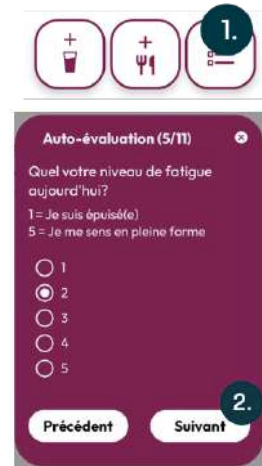 +
+
1.
Auto-évaluation (5/11)
Quel votre niveau de fatigue
aujourd'hui?
1 = Je suis épuisé(e)
5 = Je me sens en pleine forme
1
2
3
4
5
2.
Précédent
Suivant